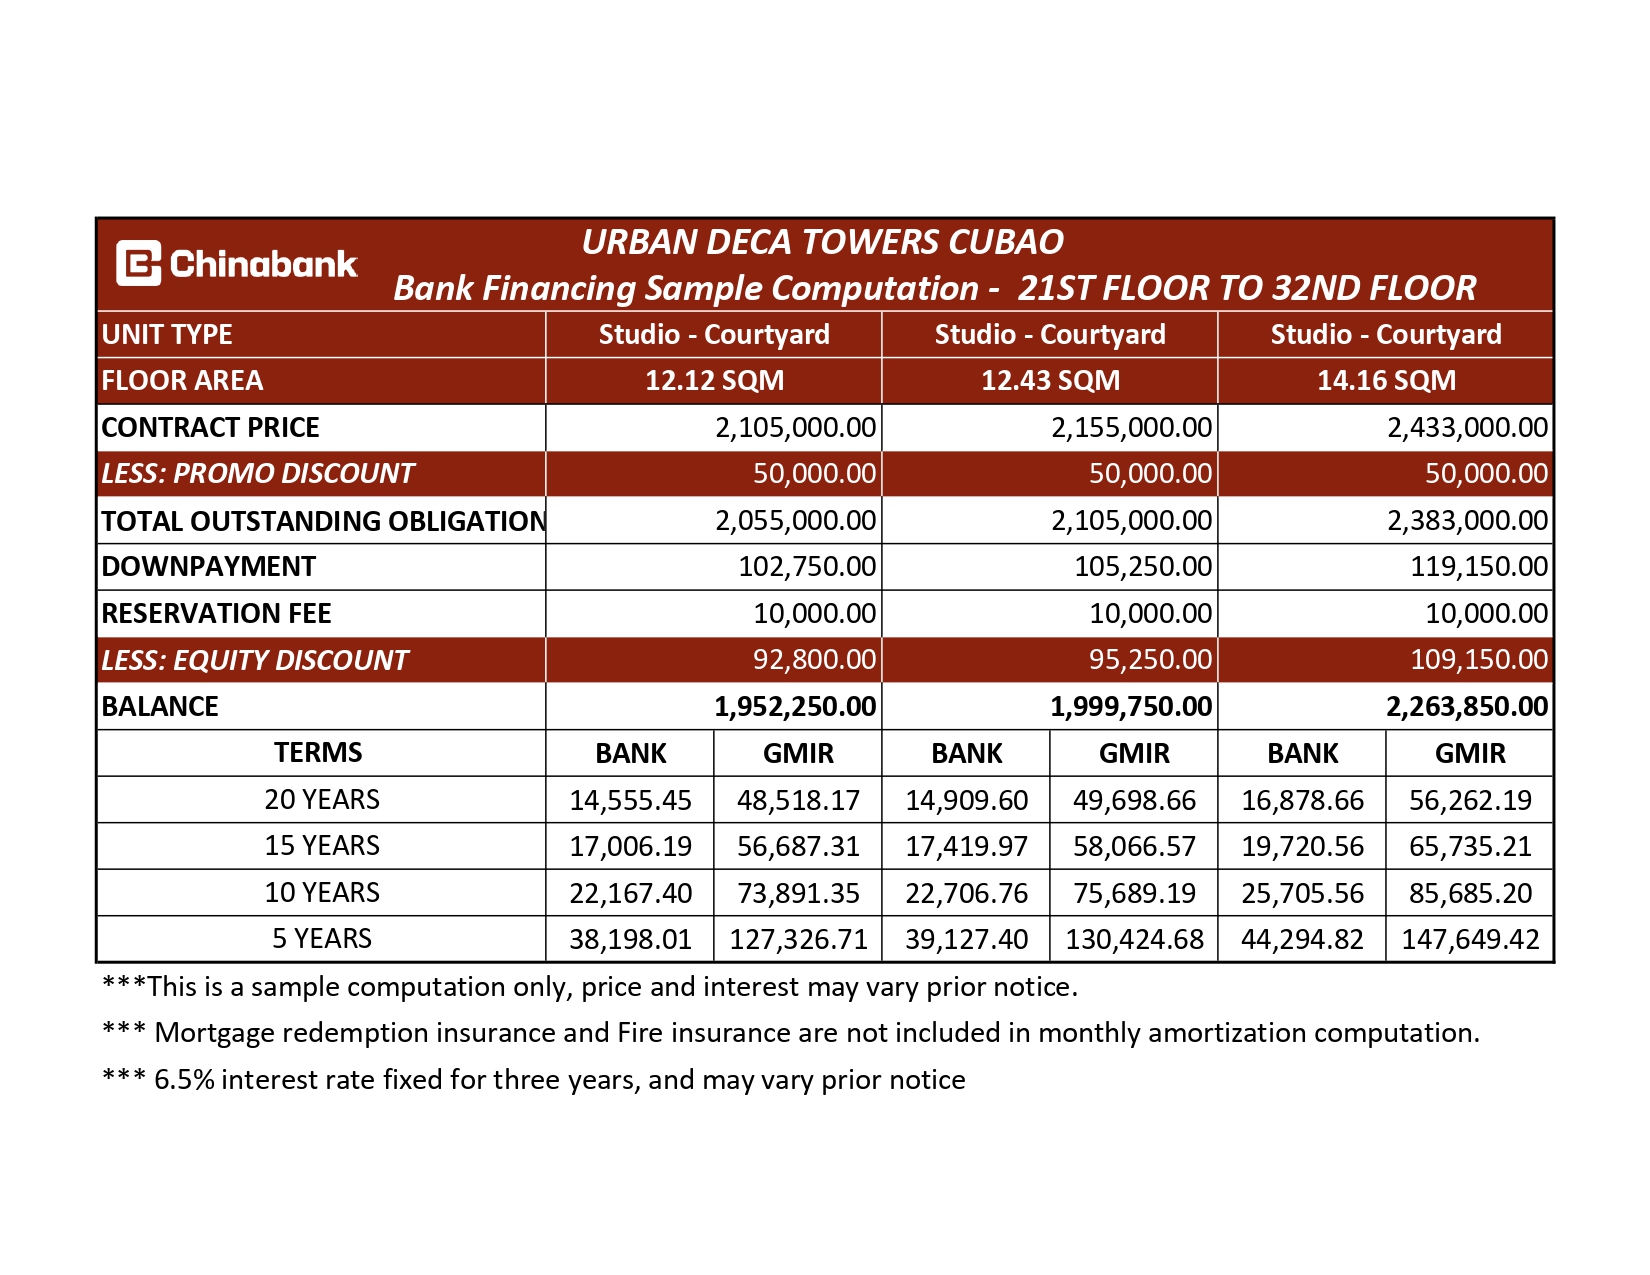 Chinabank
URBAN DECA TOWERS CUBAO
Bank Financing Sample Computation - 21ST FLOOR TO 32ND FLOOR
UNIT TYPE Studio - Courtyard Studio - Courtyard Studio - Courtyard
FLOOR AREA 12.12 SQM 12.43 SQM 14.16 SQM
CONTRACT PRICE 2,105,000.00 2,155,000.00 2,433,000.00
LESS: PROMO DISCOUNT 50,000.00 50,000.00 50,000.00
TOTAL OUTSTANDING OBLIGATION 2,055,000.00 2,105,000.00 2,383,000.00
DOWNPAYMENT 102,750.00 105,250.00 119,150.00
RESERVATION FEE 10,000.00 10,000.00 10,000.00
LESS: EQUITY DISCOUNT 92,800.00 95,250.00 109,150.00
BALANCE 1,952,250.00 1,999,750.00 2,263,850.00
TERMS BANK GMIR BANK GMIR BANK GMIR
20 YEARS 14,555.45 48,518.17 14,909.60 49,698.66 16,878.66 56,262.19
15 YEARS 17,006.19 56,687.31 17,419.97 58,066.57 19,720.56 65,735.21
10 YEARS 22,167.40 73,891.35 22,706.76 75,689.19 25,705.56 85,685.20
5 YEARS 38,198.01 127,326.71 39,127.40 130,424.68 44,294.82 147,649.42
***This is a sample computation only, price and interest may vary prior notice.
*** Mortgage redemption insurance and Fire insurance are not included in monthly amortization computation.
*** 6.5% interest rate fixed for three years, and may vary prior notice